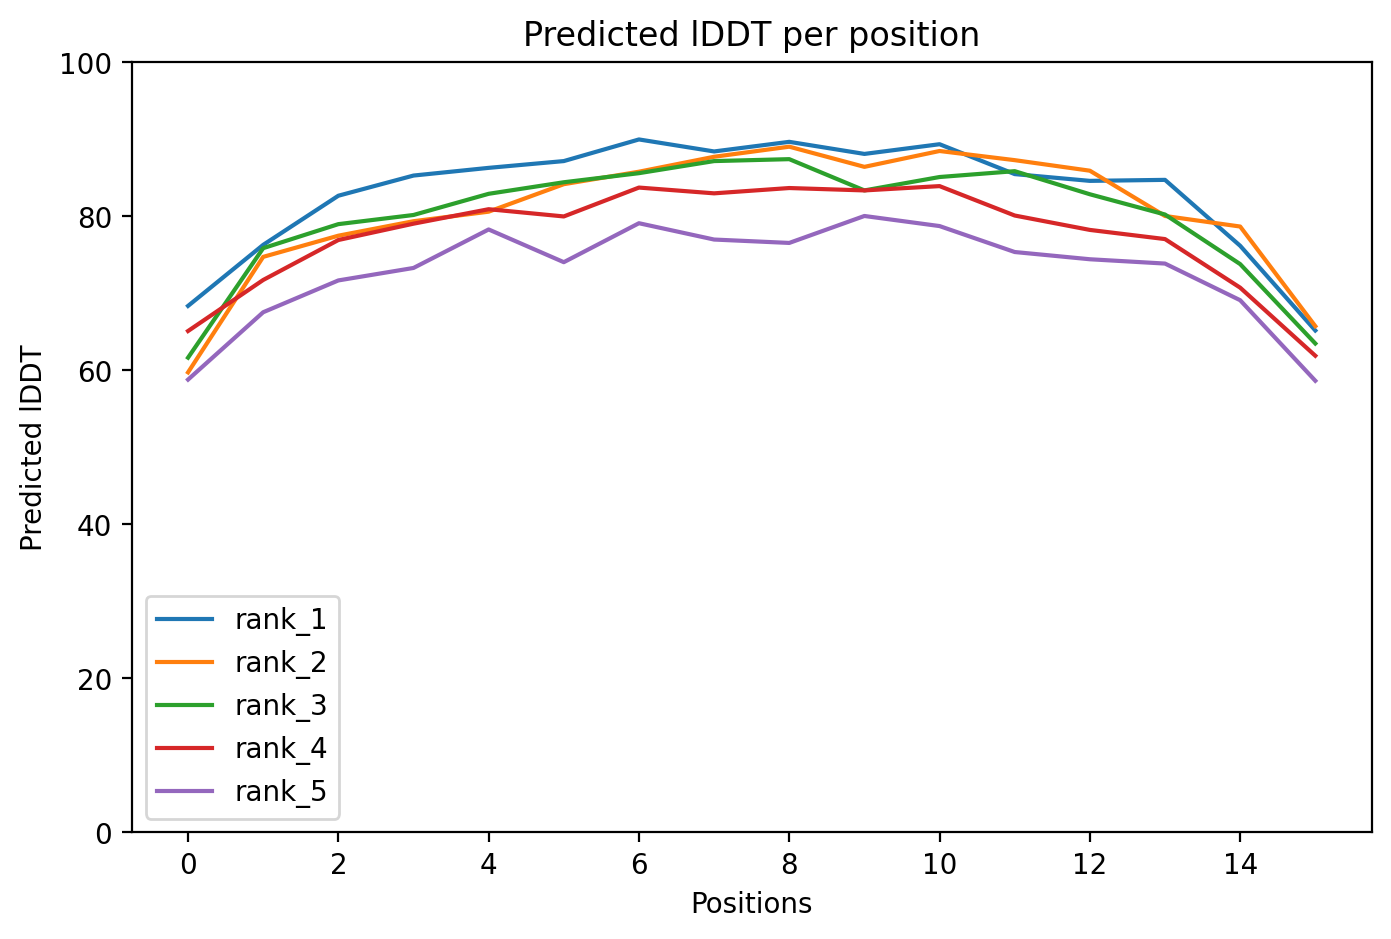 Predicted lDDT per position
100
80
60
40
20
0
Predicted lDDT
rank_1
rank_2
rank_3
rank_4
rank_5
0 2 4 6 8 10 12 14
Positions